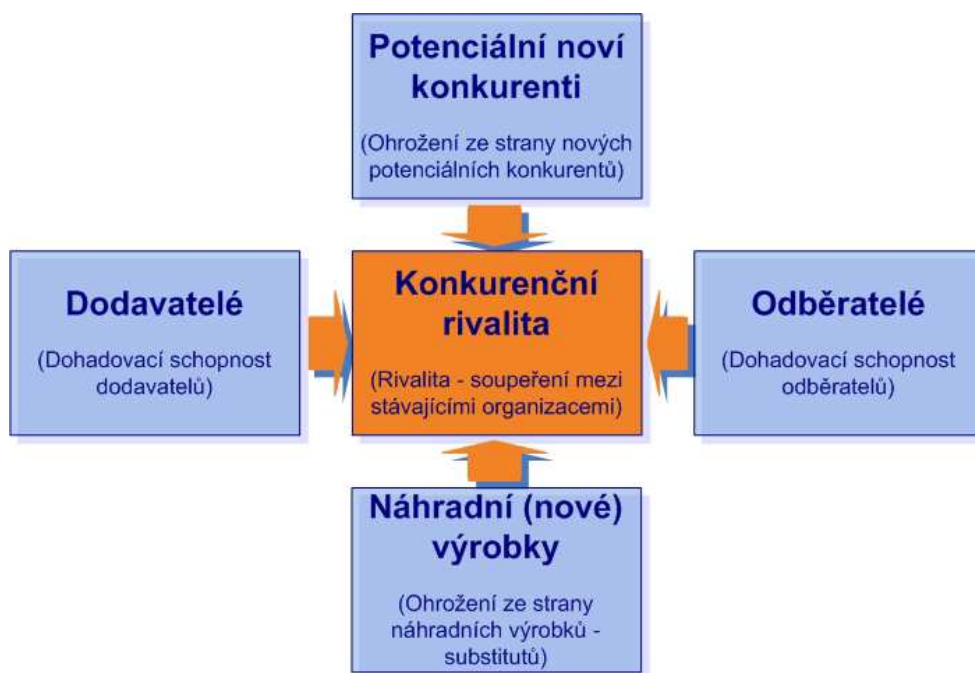 Potenciální noví
konkurenti
(Ohrožení ze strany nových
potenciálních konkurentů)
Dodavatelé
(Dohadovací schopnost
dodavatelů)
Konkurenční
rivalita
(Rivalita - soupeření mezi
stávajícími organizacemi)
Odběratelé
(Dohadovací schopnost
odběratelů)
Náhradní (nové)
výrobky
(Ohrožení ze strany
náhradních výrobků -
substitutů)